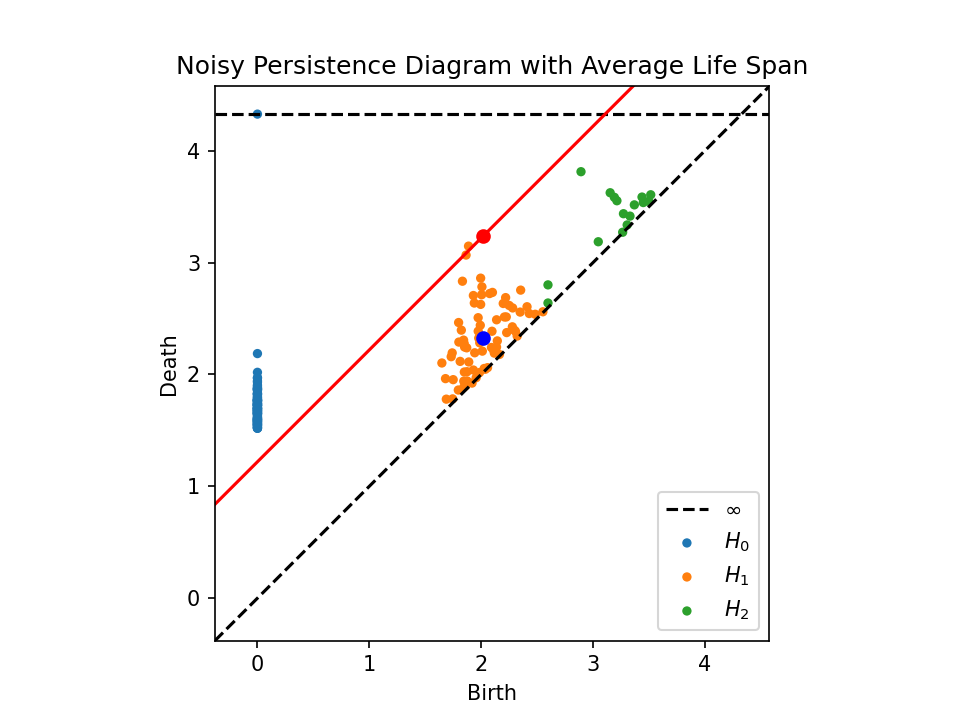 Noisy Persistence Diagram with Average Life Span
Death
4
3
2
1
0
∞
H₀
H₁
H₂
0 1 2 3 4
Birth